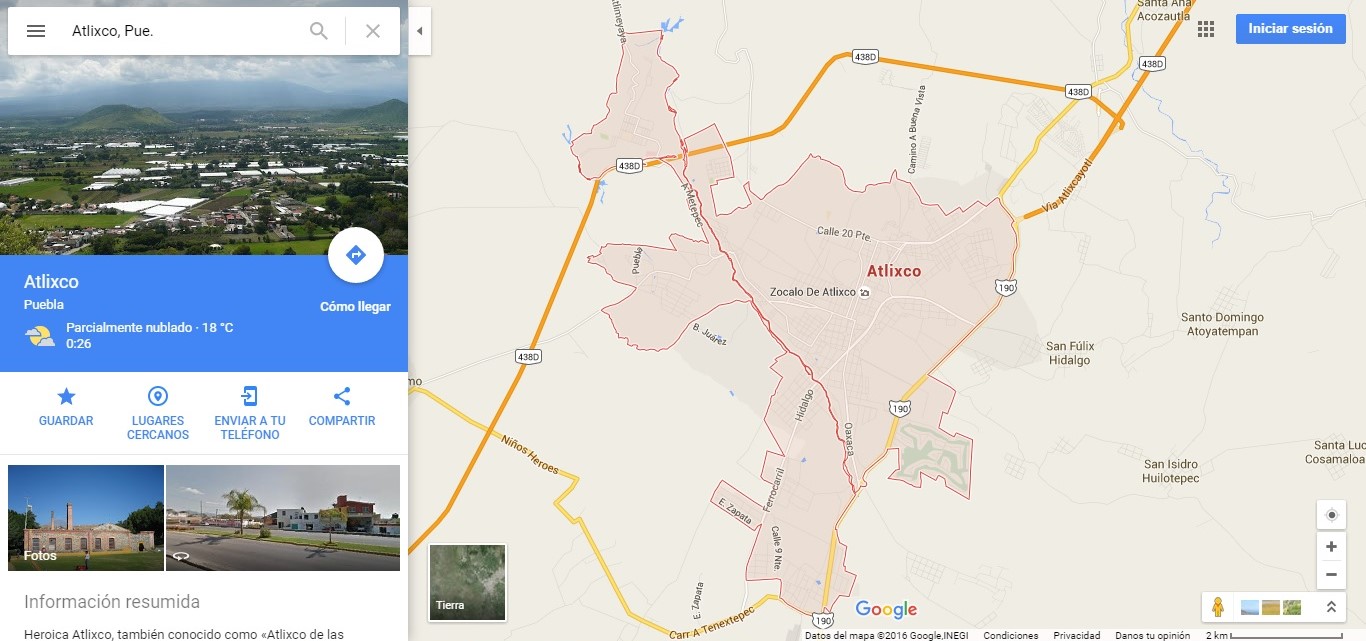 Atlixco, Pue.
Atlixco
Puebla
Parcialmente nublado - 18 °C
0:26
Cómo llegar
GUARDAR
LUGARES
CERCANOS
ENVIAR A TU
TELÉFONO
COMPARTIR
Fotos
Información resumida
Heroica Atlixco, también conocido como «Atlixco de las
Iniciar sesión
Santa Ana
Acozautla
438D
438D
438D
438D
438D
Camino A Buena Vista
Vía Atlixcayotl
A Metepec
Calle 20 Pte
Puebla
Atlixco
Zocalo De Atlixco
190
B. Juárez
San Fúlix
Hidalgo
Santo Domingo
Atoyatempan
Niños Heroes
Hidalgo
Oaxaca
190
San Isidro
Huilotepec
Santa Luc
Cosamaloa
Ferrocarril
E. Zapata
Calle 9 Nte
E. Zapata
Carr A Tenextepec
190
Tierra
Google
Datos del mapa ©2016 Google,INEGI
Condiciones
Privacidad
Danos tu opinión
2 km